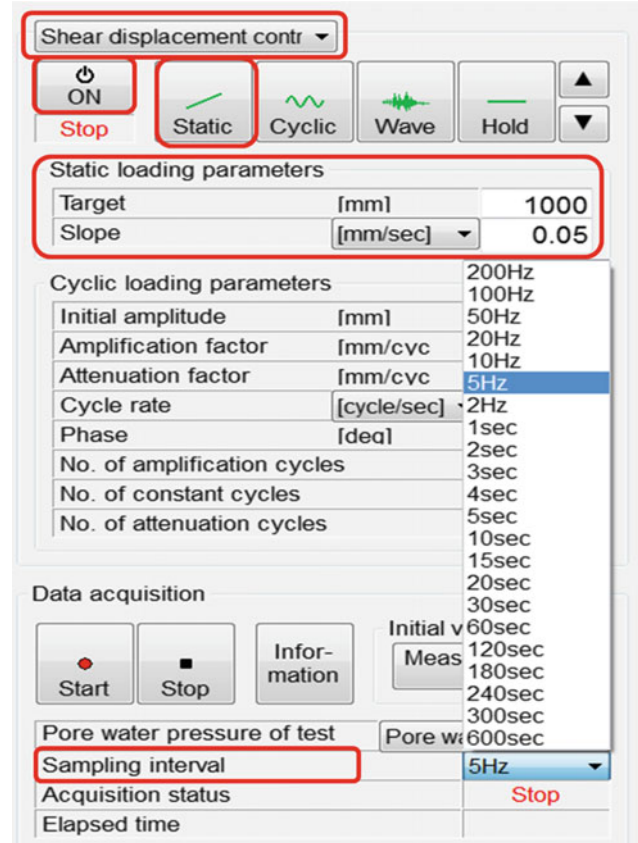 Shear displacement contr
ON
Stop
Static Cyclic Wave Hold
Static loading parameters
Target [mm] 1000
Slope [mm/sec] 0.05
Cyclic loading parameters
Initial amplitude [mm]
Amplification factor [mm/cyc
Attenuation factor [mm/cyc
Cycle rate [cycle/sec]
Phase [deg]
No. of amplification cycles
No. of constant cycles
No. of attenuation cycles
200Hz
100Hz
50Hz
20Hz
10Hz
5Hz
2Hz
1sec
2sec
3sec
4sec
5sec
10sec
15sec
20sec
30sec
60sec
120sec
180sec
240sec
300sec
600sec
Data acquisition
Start Stop
Infor-
mation
Initial v
Meas
Pore water pressure of test Pore wa
Sampling interval 5Hz
Acquisition status Stop
Elapsed time